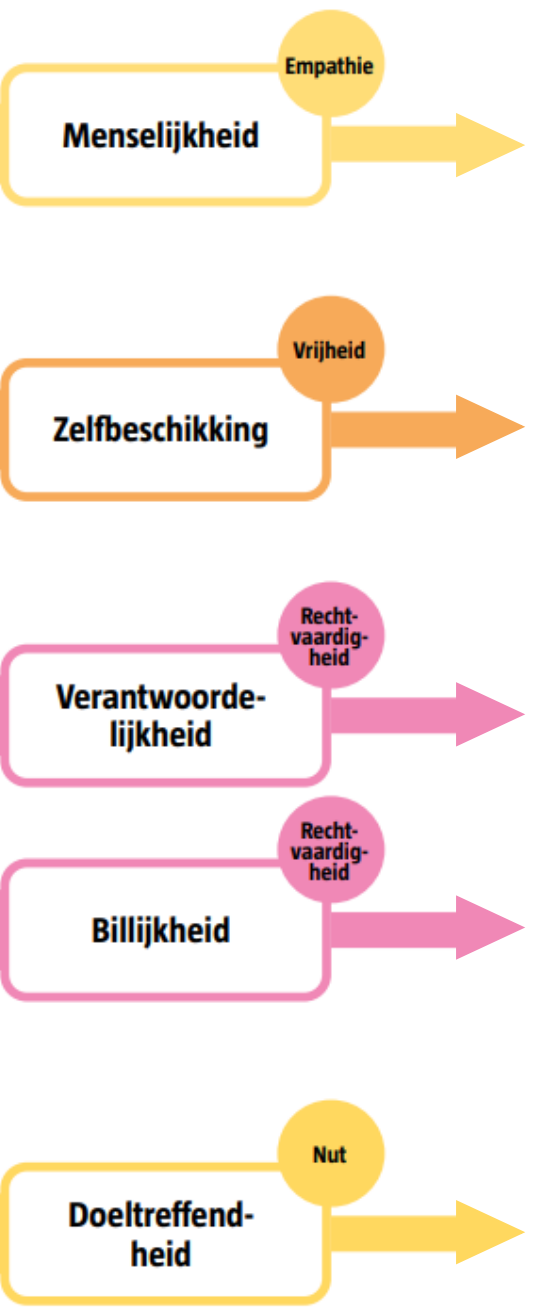 Empathie
Menselijkheid
Vrijheid
Zelfbeschikking
Recht-
vaardig-
heid
Verantwoorde-
lijkheid
Recht-
vaardig-
heid
Billijkheid
Nut
Doeltreffend-
heid